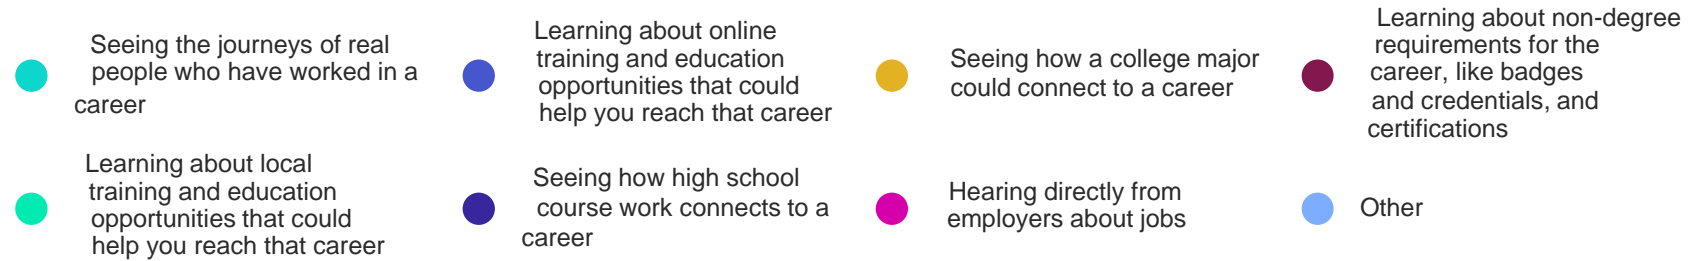 Seeing the journeys of real
people who have worked in a
career
Learning about online
training and education
opportunities that could
help you reach that career
Seeing how a college major
could connect to a career
Learning about non-degree
requirements for the
career, like badges
and credentials, and
certifications
Learning about local
training and education
opportunities that could
help you reach that career
Seeing how high school
course work connects to a
career
Hearing directly from
employers about jobs
Other